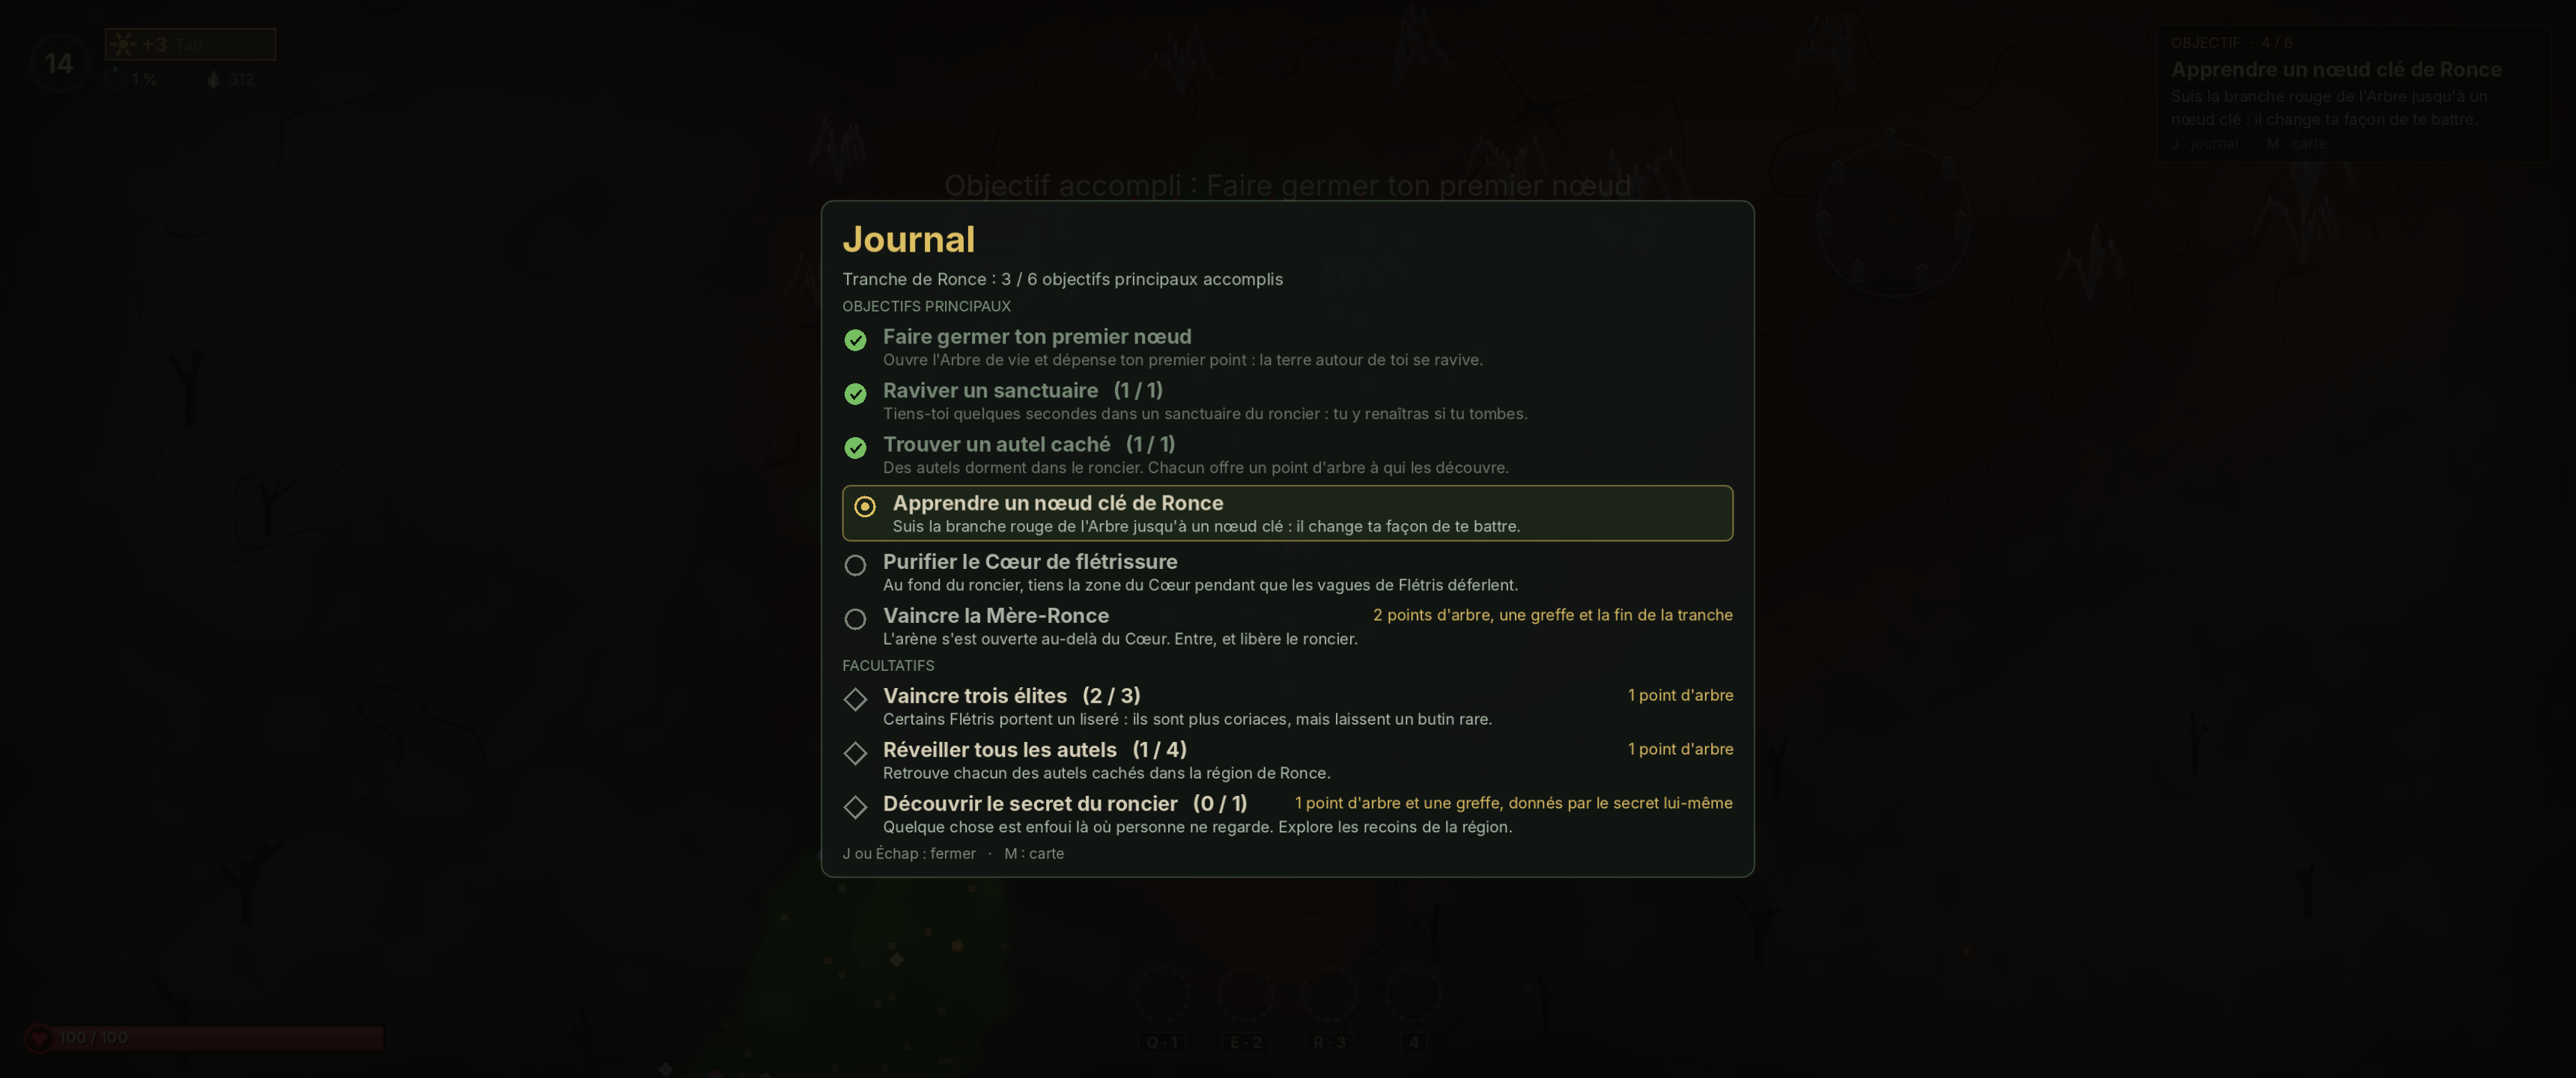 14
+3 Tab
1 %
312
OBJECTIF · 4 / 6
Apprendre un nœud clé de Ronce
Suis la branche rouge de l'Arbre jusqu'à un
nœud clé : il change ta façon de te battre.
J : journal · M : carte
Objectif accompli : Faire germer ton premier nœud
Journal
Tranche de Ronce : 3 / 6 objectifs principaux accomplis
OBJECTIFS PRINCIPAUX
Faire germer ton premier nœud
Ouvre l'Arbre de vie et dépense ton premier point : la terre autour de toi se ravive.
Raviver un sanctuaire (1 / 1)
Tiens-toi quelques secondes dans un sanctuaire du roncier : tu y renaîtras si tu tombes.
Trouver un autel caché (1 / 1)
Des autels dorment dans le roncier. Chacun offre un point d'arbre à qui les découvre.
Apprendre un nœud clé de Ronce
Suis la branche rouge de l'Arbre jusqu'à un nœud clé : il change ta façon de te battre.
Purifier le Cœur de flétrissure
Au fond du roncier, tiens la zone du Cœur pendant que les vagues de Flétris déferlent.
Vaincre la Mère-Ronce 2 points d'arbre, une greffe et la fin de la tranche
L'arène s'est ouverte au-delà du Cœur. Entre, et libère le roncier.
FACULTATIFS
Vaincre trois élites (2 / 3) 1 point d'arbre
Certains Flétris portent un liseré : ils sont plus coriaces, mais laissent un butin rare.
Réveiller tous les autels (1 / 4) 1 point d'arbre
Retrouve chacun des autels cachés dans la région de Ronce.
Découvrir le secret du roncier (0 / 1) 1 point d'arbre et une greffe, donnés par le secret lui-même
Quelque chose est enfoui là où personne ne regarde. Explore les recoins de la région.
J ou Échap : fermer · M : carte
100 / 100
Q · 1 E · 2 R · 3 4